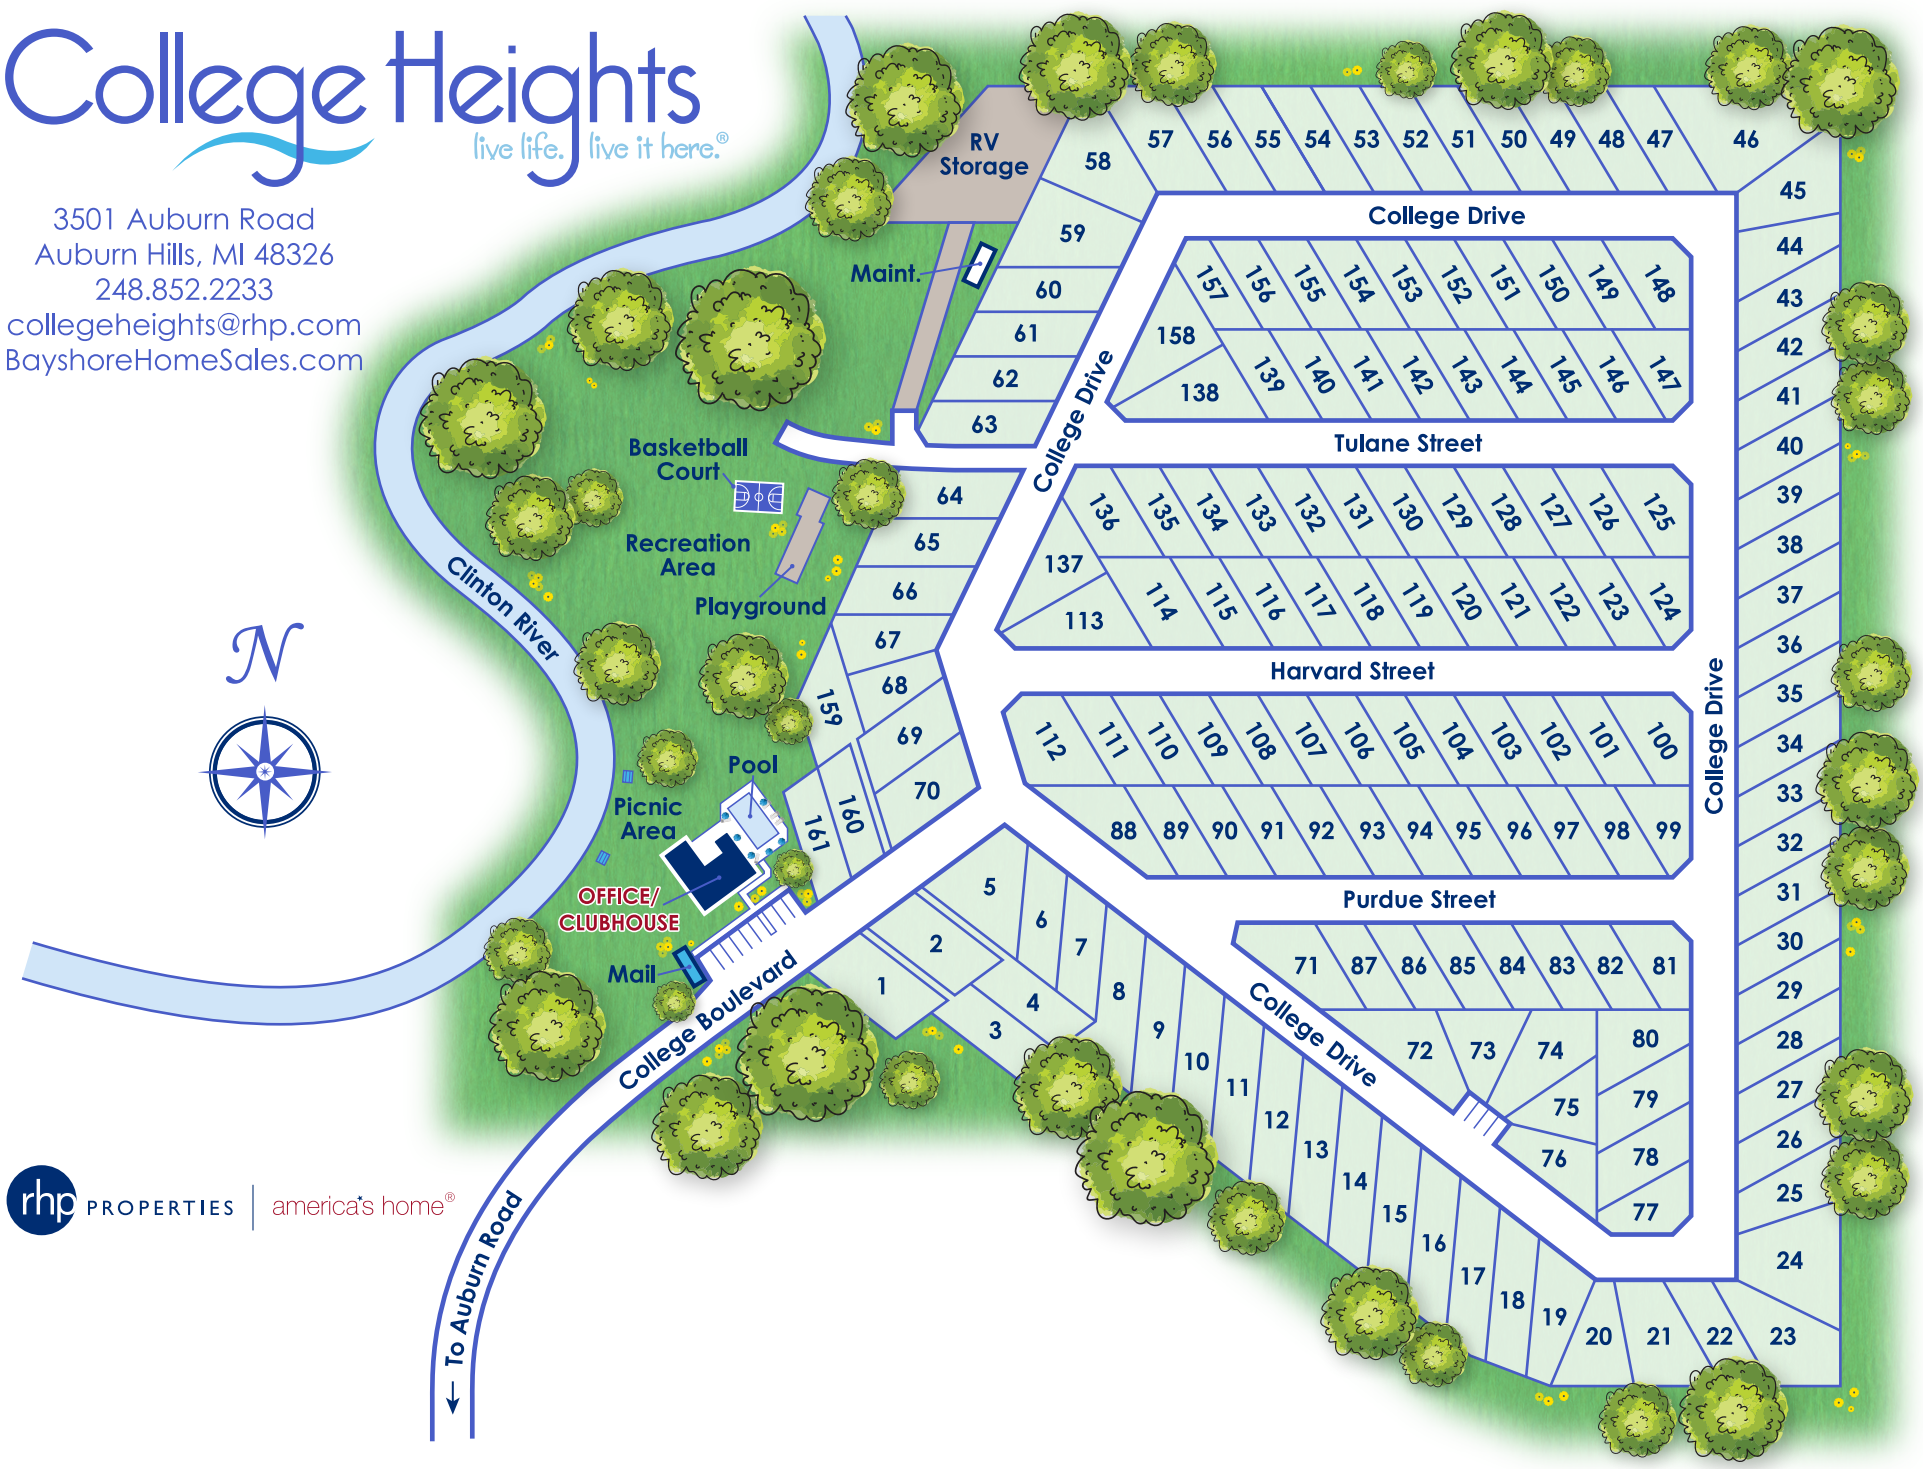 College Heights
live life. live it here.®
3501 Auburn Road
Auburn Hills, MI 48326
248.852.2233
collegeheights@rhp.com
BayshoreHomeSales.com
N
rhp PROPERTIES
america's home®
RV
Storage
Maint.
Basketball
Court
Recreation
Area
Playground
Clinton River
Pool
Picnic
Area
OFFICE/
CLUBHOUSE
Mail
College Boulevard
← To Auburn Road
College Drive
College Drive
College Drive
College Drive
Tulane Street
Harvard Street
Purdue Street
58 57 56 55 54 53 52 51 50 49 48 47 46
45
44
43
42
41
40
39
38
37
36
35
34
33
32
31
30
29
28
27
26
25
24
59
60
61
62
63
64
65
66
67
68
69
70
159
160
161
157 156 155 154 153 152 151 150 149 148
158
138 139 140 141 142 143 144 145 146 147
136 135 134 133 132 131 130 129 128 127 126 125
137
113 114 115 116 117 118 119 120 121 122 123 124
112 111 110 109 108 107 106 105 104 103 102 101 100
88 89 90 91 92 93 94 95 96 97 98 99
71 87 86 85 84 83 82 81
72 73 74 80
75 79
76 78
77
1 2 3 4 5 6 7 8 9 10 11 12 13 14 15 16 17 18 19 20 21 22 23